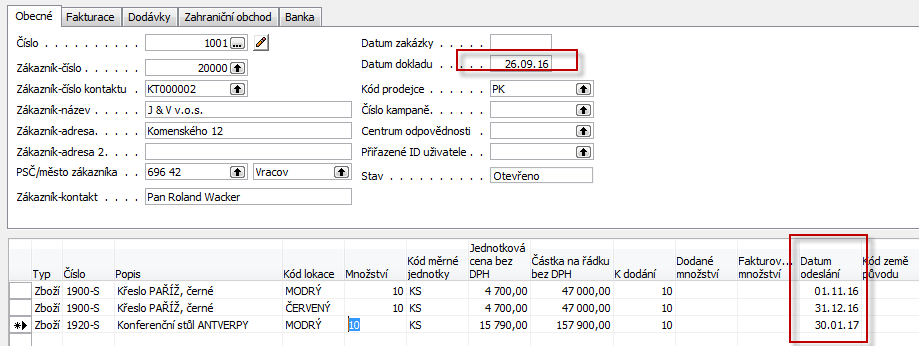 Obecné Fakturace Dodávky Zahraniční obchod Banka
Číslo . . . . . . . . . . . 1001 ... Datum zakázky . . . . .
Zákazník-číslo . . . . . 20000 Datum dokladu . . . . . 26.09.16
Zákazník-číslo kontaktu KT000002 Kód prodejce . . . . . . PK
Zákazník-název . . . . J & V v.o.s. Číslo kampaně. . . . . .
Zákazník-adresa. . . . Komenského 12 Centrum odpovědnosti .
Zákazník-adresa 2. . . Přiřazené ID uživatele . .
PSČ/město zákazníka . 696 42 Vracov Stav . . . . . . . . . . Otevřeno
Zákazník-kontakt . . . Pan Roland Wacker
Typ Číslo Popis Kód lokace Množství Kód měrné jednotky Jednotková cena bez DPH Částka na řádku bez DPH K dodání Dodané množství Fakturov... množství Datum odeslání Kód země původu
Zboží 1900-S Křeslo PAŘÍŽ, černé MODRÝ 10 KS 4 700,00 47 000,00 10 01.11.16
Zboží 1900-S Křeslo PAŘÍŽ, černé ČERVENÝ 10 KS 4 700,00 47 000,00 10 31.12.16
Zboží 1920-S Konferenční stůl ANTVERPY MODRÝ 10 KS 15 790,00 157 900,00 10 30.01.17